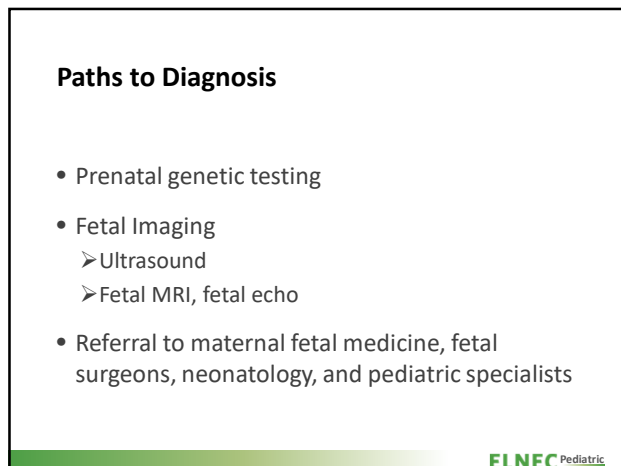 Paths to Diagnosis
• Prenatal genetic testing
• Fetal Imaging
➢Ultrasound
➢Fetal MRI, fetal echo
• Referral to maternal fetal medicine, fetal
surgeons, neonatology, and pediatric specialists
ELNEC Pediatric